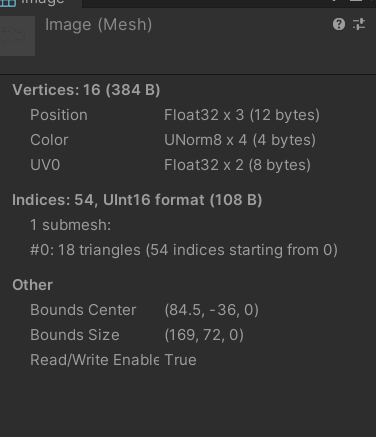 Image
Image (Mesh)
Vertices: 16 (384 B)
Position Float32 x 3 (12 bytes)
Color UNorm8 x 4 (4 bytes)
UV0 Float32 x 2 (8 bytes)
Indices: 54, UInt16 format (108 B)
1 submesh:
#0: 18 triangles (54 indices starting from 0)
Other
Bounds Center (84.5, -36, 0)
Bounds Size (169, 72, 0)
Read/Write Enable True